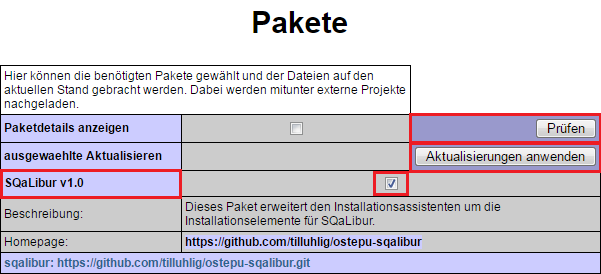 Pakete
Hier können die benötigten Pakete gewählt und der Dateien auf den
aktuellen Stand gebracht werden. Dabei werden mitunter externe Projekte
nachgeladen.
Paketdetails anzeigen
Prüfen
ausgewaehlte Aktualisieren
Aktualisierungen anwenden
SQaLibur v1.0
Beschreibung:
Dieses Paket erweitert den Installationsassistenten um die
Installationselemente für SQaLibur.
Homepage:
https://github.com/tilluhlig/ostepu-sqalibur
sqalibur: https://github.com/tilluhlig/ostepu-sqalibur.git